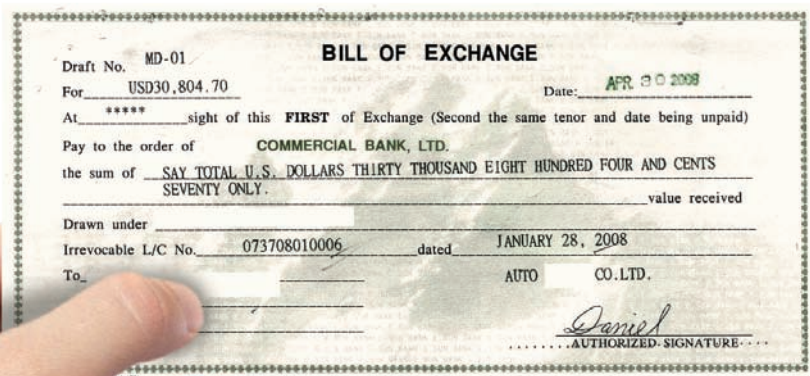 BILL OF EXCHANGE
Draft No. MD-01
For USD30,804.70 Date: APR 30 2008
At ***** sight of this FIRST of Exchange (Second the same tenor and date being unpaid)
Pay to the order of COMMERCIAL BANK, LTD.
the sum of SAY TOTAL U.S. DOLLARS THIRTY THOUSAND EIGHT HUNDRED FOUR AND CENTS
SEVENTY ONLY.
value received
Drawn under
Irrevocable L/C No. 073708010006 dated JANUARY 28, 2008
To AUTO CO.LTD.
Daniel
AUTHORIZED SIGNATURE